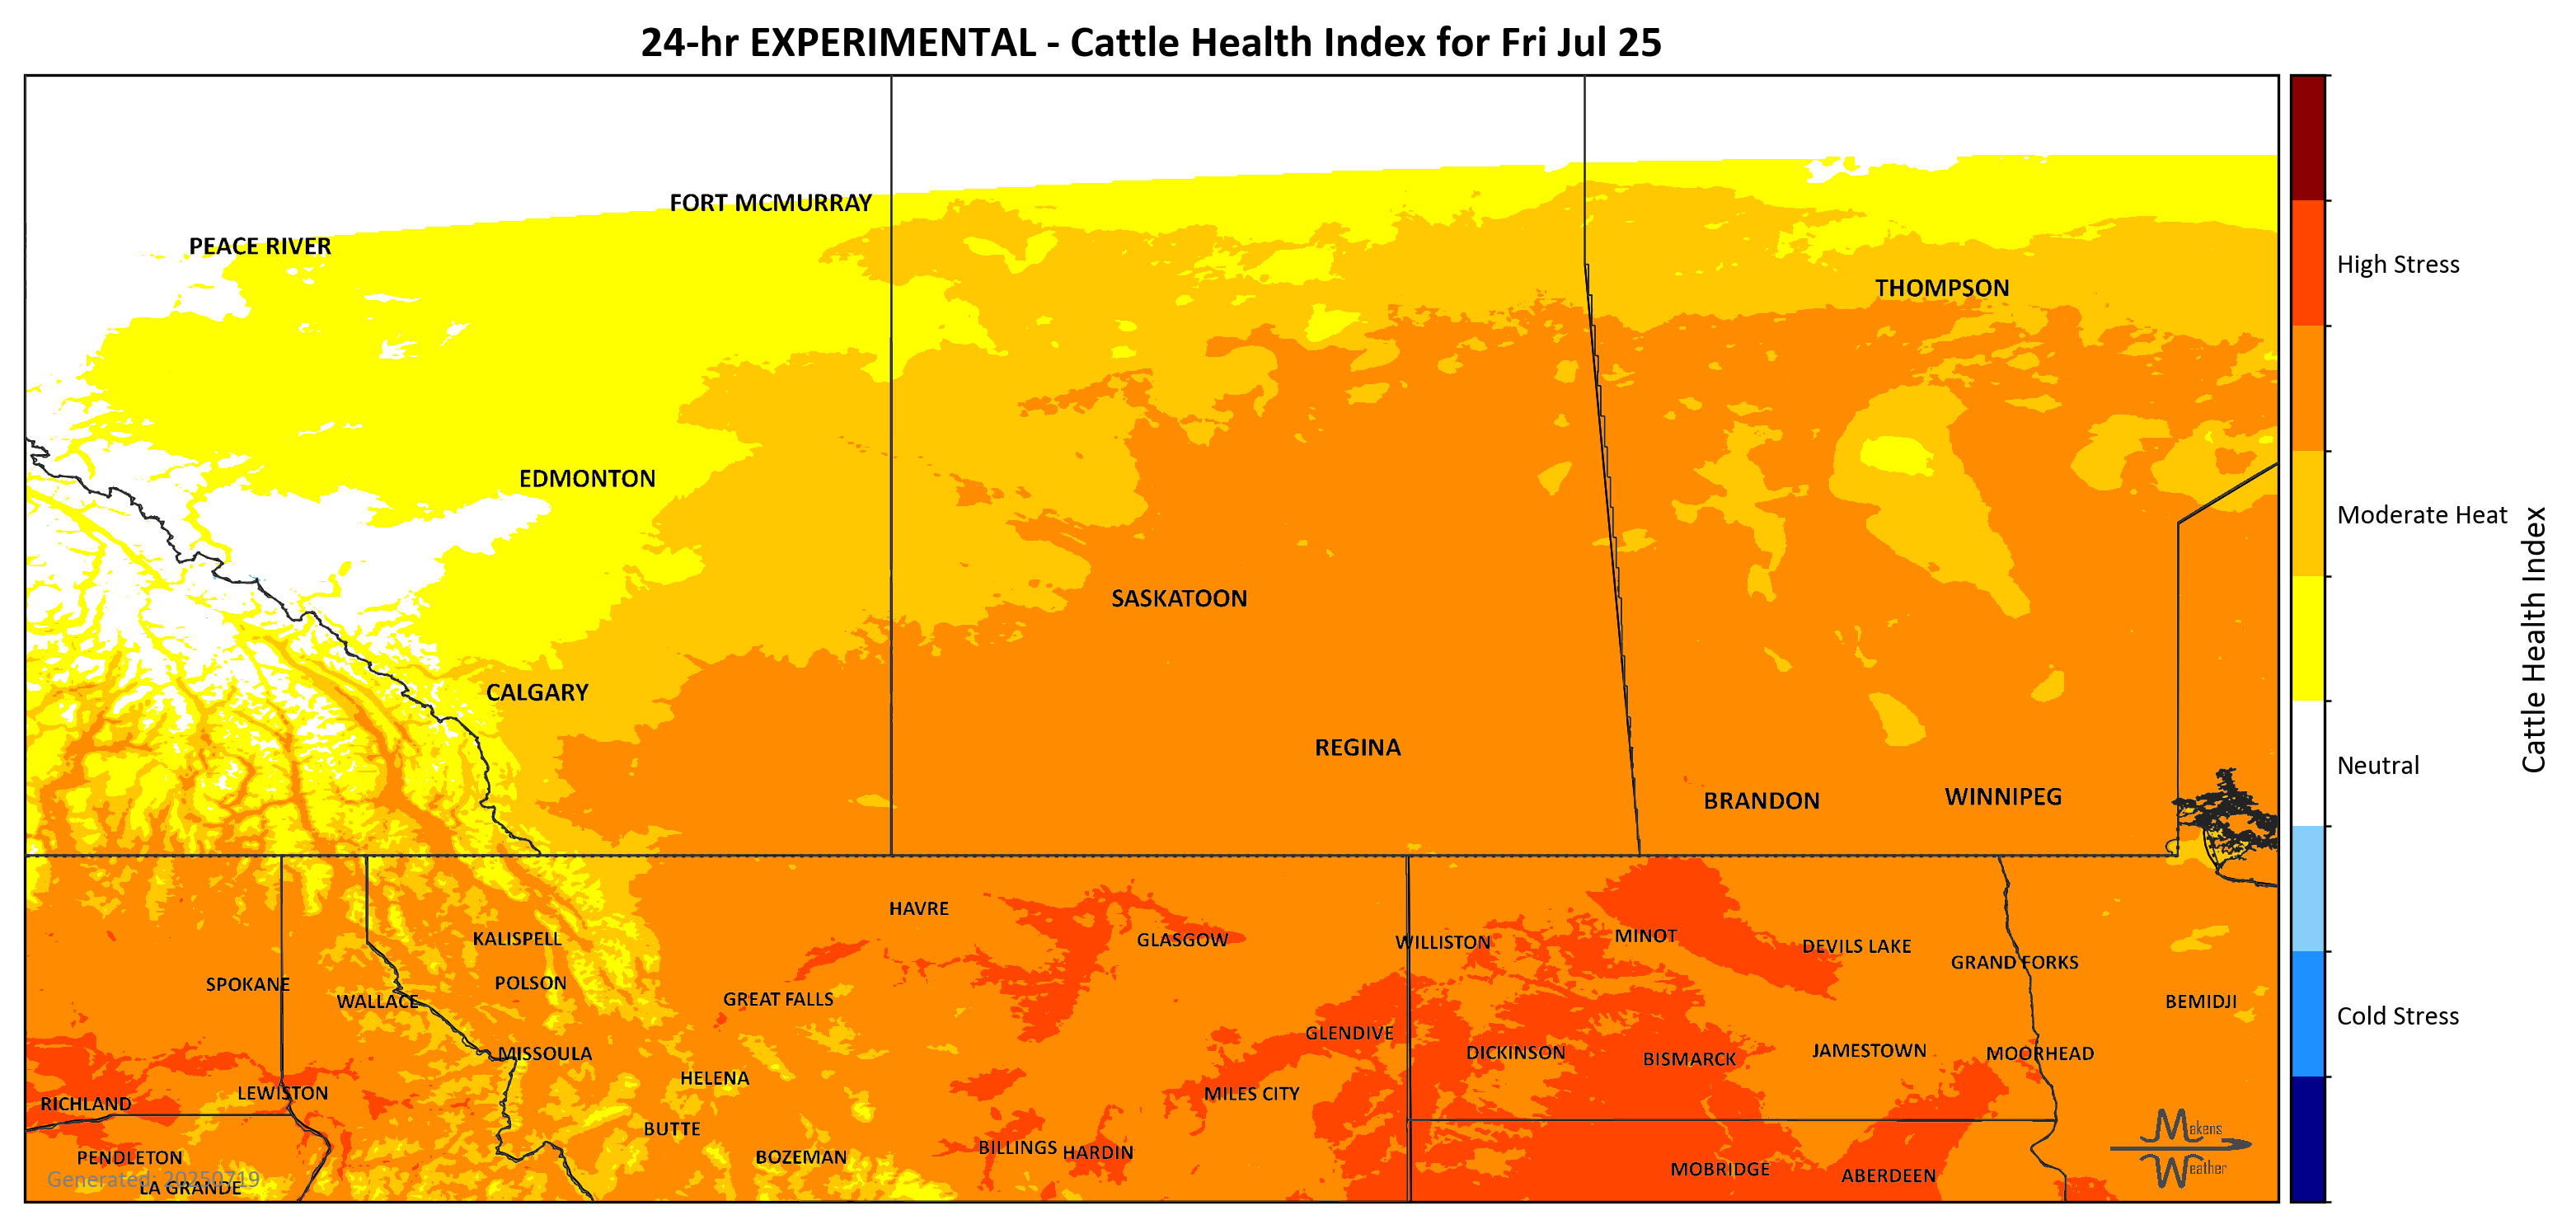 24-hr EXPERIMENTAL - Cattle Health Index for Fri Jul 25
FORT MCMURRAY
PEACE RIVER
High Stress
THOMPSON
EDMONTON
Moderate Heat
SASKATOON
Cattle Health Index
CALGARY
REGINA
Neutral
BRANDON
WINNIPEG
HAVRE
KALISPELL
GLASGOW
WILLISTON
MINOT
DEVILS LAKE
GRAND FORKS
SPOKANE
POLSON
WALLACE
GREAT FALLS
BEMIDJI
Cold Stress
GLENDIVE
MISSOULA
DICKINSON
BISMARCK
JAMESTOWN
MOORHEAD
HELENA
LEWISTON
MILES CITY
RICHLAND
BUTTE
Makens
Weather
BILLINGS
HARDIN
PENDLETON
BOZEMAN
MOBRIDGE
ABERDEEN
Generated: 20250719
LA GRANDE